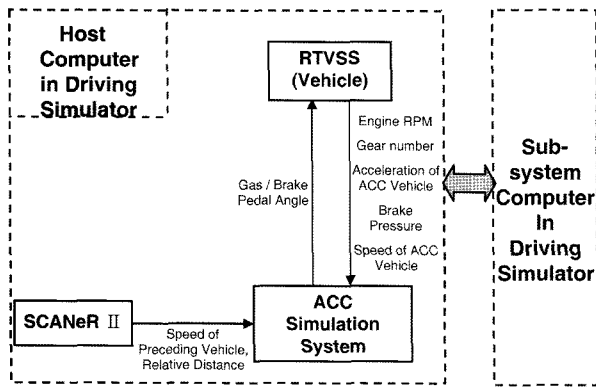 Host
Computer
in Driving
Simulator
RTVSS
(Vehicle)
Engine RPM
Gear number
Acceleration of
ACC Vehicle
Brake
Pressure
Speed of ACC
Vehicle
Gas / Brake
Pedal Angle
SCANeR II
Speed of
Preceding Vehicle,
Relative Distance
ACC
Simulation
System
Sub-
system
Computer
In
Driving
Simulator